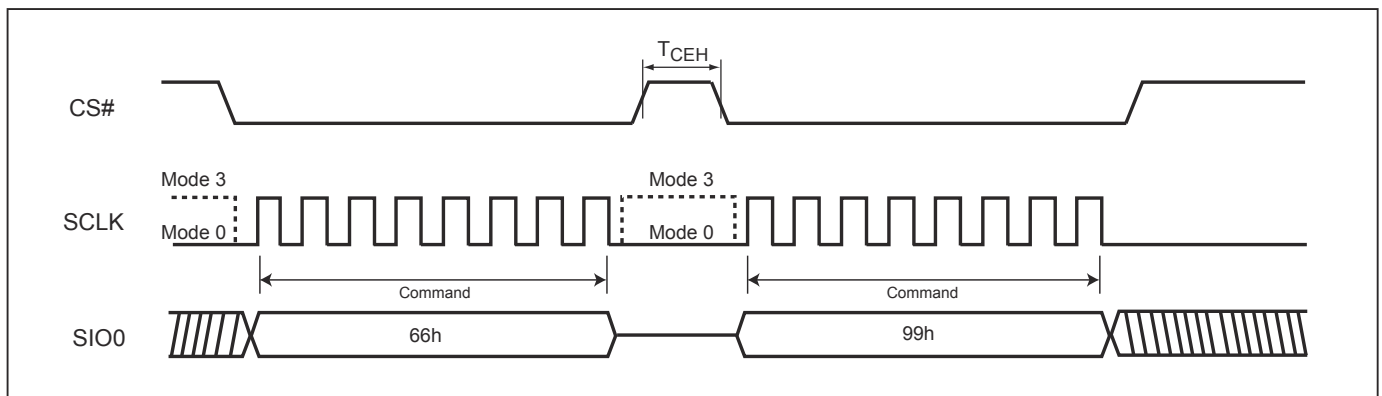 TCEH
CS#
Mode 3
Mode 3
SCLK
Mode 0
Mode 0
Command
Command
SIO0
66h
99h